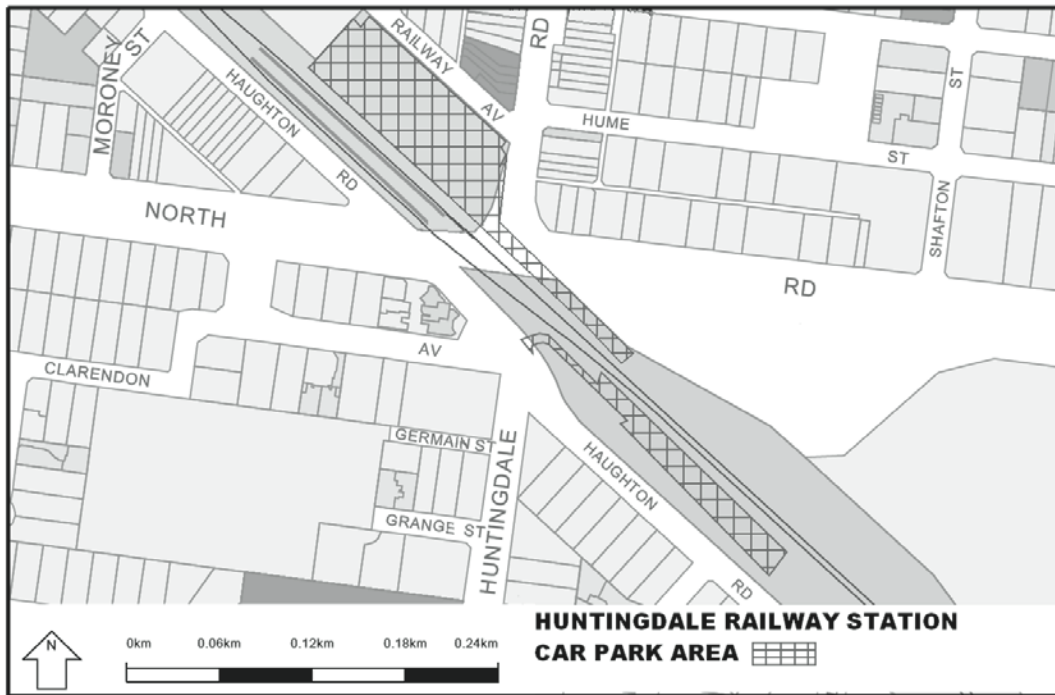 RAILWAY
AV
RD
ST
MORONEY
HAUGHTON
RD
HUME
ST
ST
SHAFTON
NORTH
RD
AV
CLARENDON
GERMAIN ST
HUNTINGDALE
GRANGE ST
HAUGHTON
RD
N
0km 0.06km 0.12km 0.18km 0.24km
HUNTINGDALE RAILWAY STATION
CAR PARK AREA